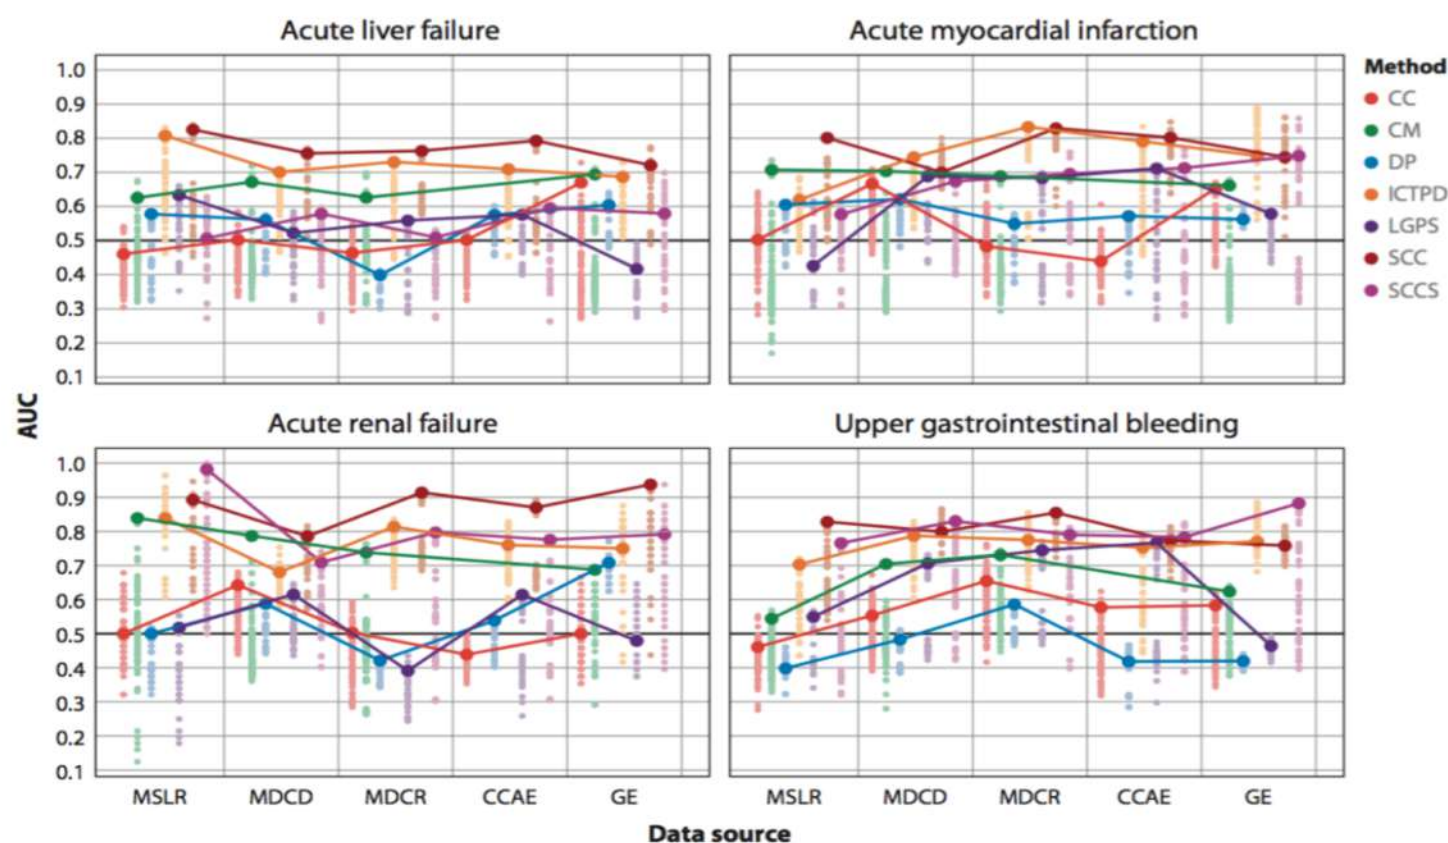 Acute liver failure
Acute myocardial infarction
Method
CC
CM
DP
ICTPD
LGPS
SCC
SCCS
1.0
0.9
0.8
0.7
0.6
0.5
0.4
0.3
0.2
0.1
AUC
Acute renal failure
Upper gastrointestinal bleeding
1.0
0.9
0.8
0.7
0.6
0.5
0.4
0.3
0.2
0.1
MSLR MDCD MDCR CCAE GE
MSLR MDCD MDCR CCAE GE
Data source